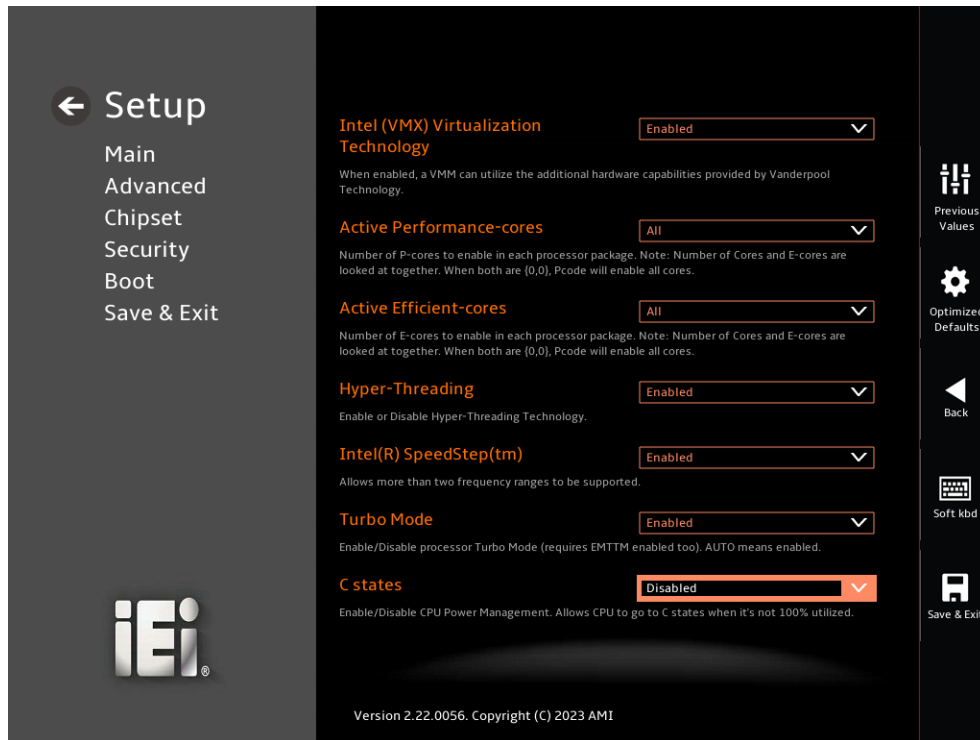 Setup
Main
Advanced
Chipset
Security
Boot
Save & Exit
Intel (VMX) Virtualization
Technology
Enabled
When enabled, a VMM can utilize the additional hardware capabilities provided by Vanderpool
Technology.
Active Performance-cores
All
Number of P-cores to enable in each processor package. Note: Number of Cores and E-cores are
looked at together. When both are {0,0}, Pcode will enable all cores.
Active Efficient-cores
All
Number of E-cores to enable in each processor package. Note: Number of Cores and E-cores are
looked at together. When both are {0,0}, Pcode will enable all cores.
Hyper-Threading
Enabled
Enable or Disable Hyper-Threading Technology.
Intel(R) SpeedStep(tm)
Enabled
Allows more than two frequency ranges to be supported.
Turbo Mode
Enabled
Enable/Disable processor Turbo Mode (requires EMTTM enabled too). AUTO means enabled.
C states
Disabled
Enable/Disable CPU Power Management. Allows CPU to go to C states when it's not 100% utilized.
Version 2.22.0056. Copyright (C) 2023 AMI
iEi®
Previous
Values
Optimized
Defaults
Back
Soft kbd
Save & Exit